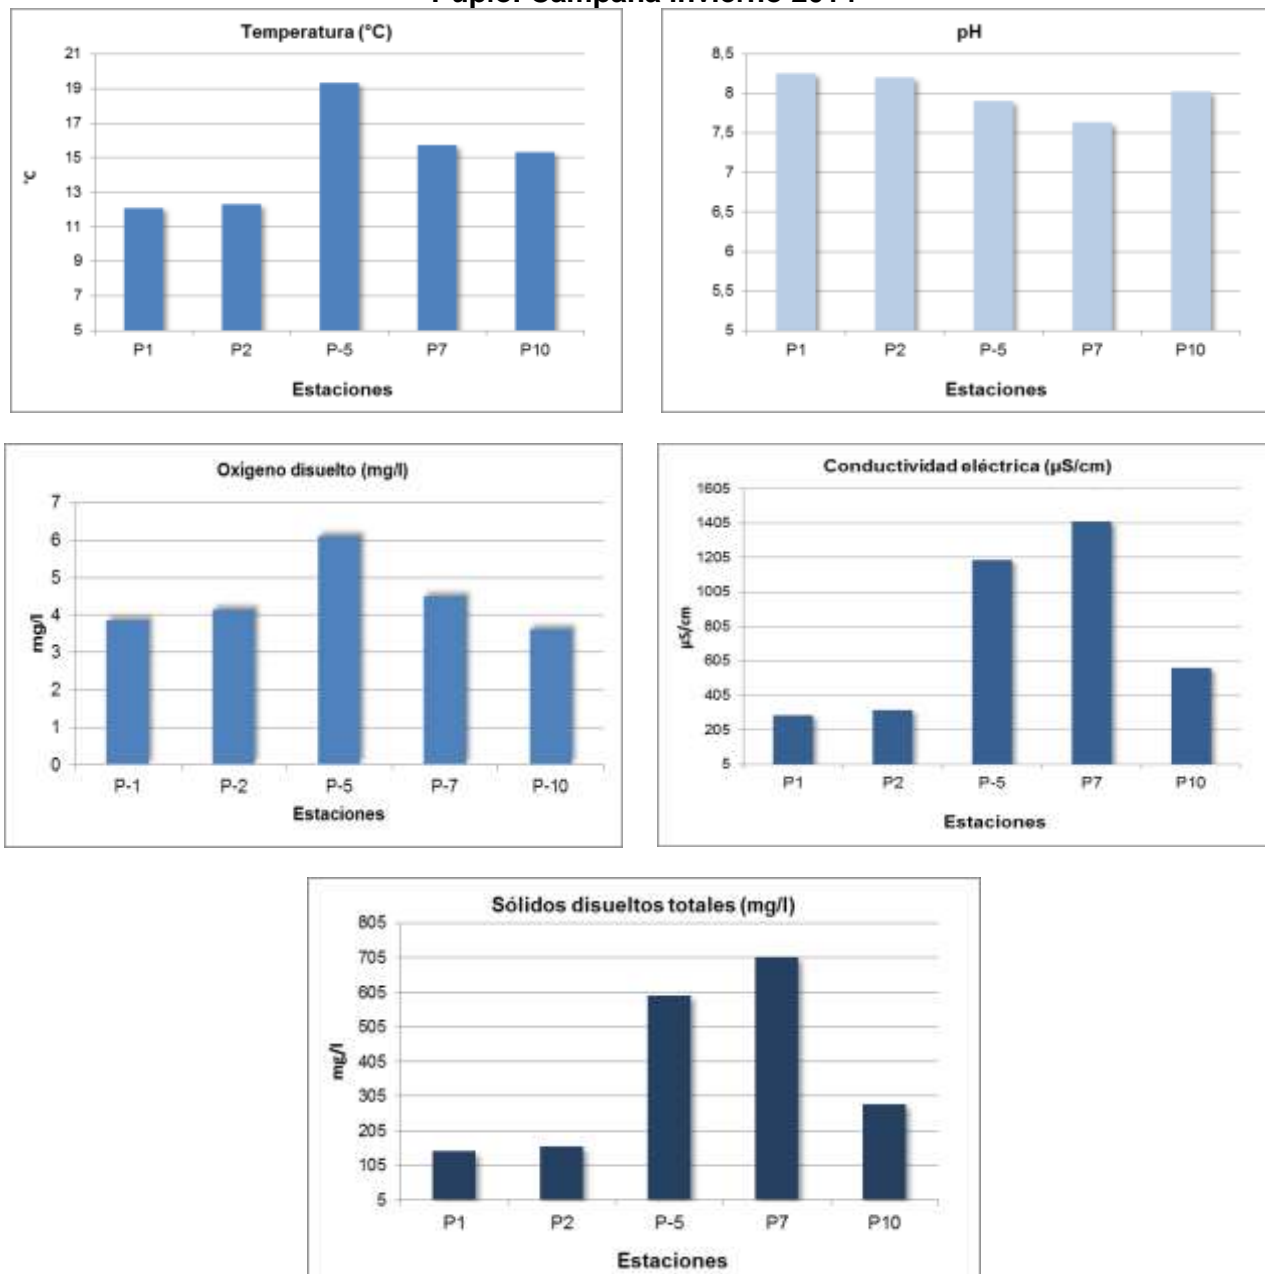 Pupío. Campaña Invierno 2014
Temperatura (°C)
21
19
17
15
13
11
9
7
5
°C
P1 P2 P-5 P7 P10
Estaciones
pH
8,5
8
7,5
7
6,5
6
5,5
5
P1 P2 P-5 P7 P10
Estaciones
Oxigeno disuelto (mg/l)
7
6
5
4
3
2
1
0
mg/l
P-1 P-2 P-5 P-7 P-10
Estaciones
Conductividad eléctrica (µS/cm)
1605
1405
1205
1005
805
605
405
205
5
µS/cm
P1 P2 P-5 P7 P10
Estaciones
Sólidos disueltos totales (mg/l)
805
705
605
505
405
305
205
105
5
mg/l
P1 P2 P-5 P7 P10
Estaciones